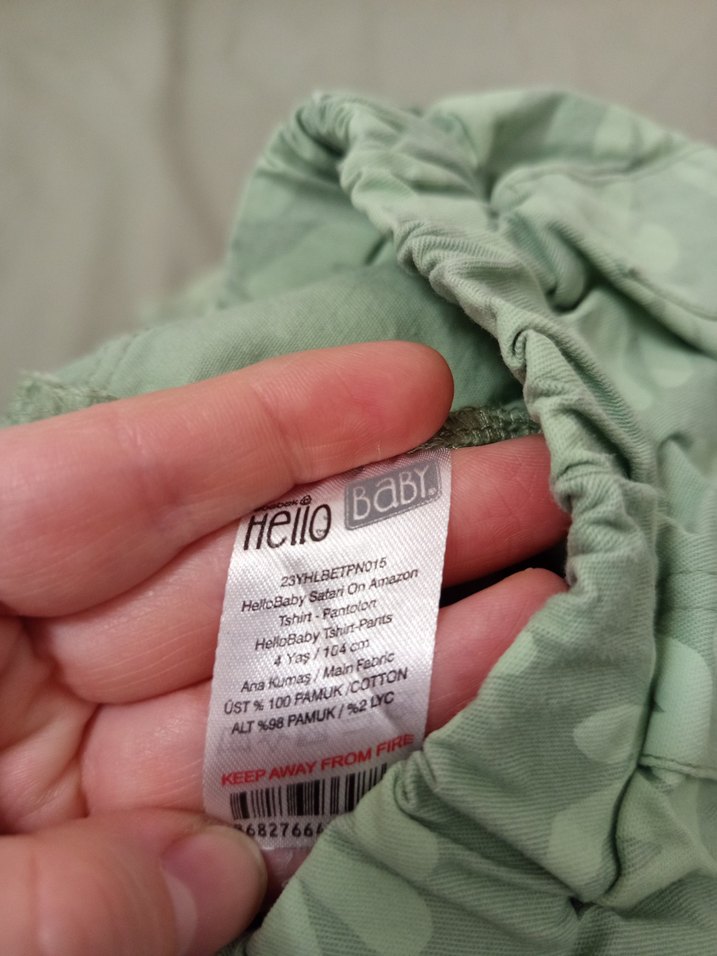 Hello BABY
23YHLBETPN015
HelloBaby Safari On Amazon
Tshirt - Pantolon
HelloBaby Tshirt-Pants
4 Yaş / 104 cm
Ana Kumaş / Main Fabric
ÜST % 100 PAMUK /COTTON
ALT %98 PAMUK / %2 LYC
KEEP AWAY FROM FIRE